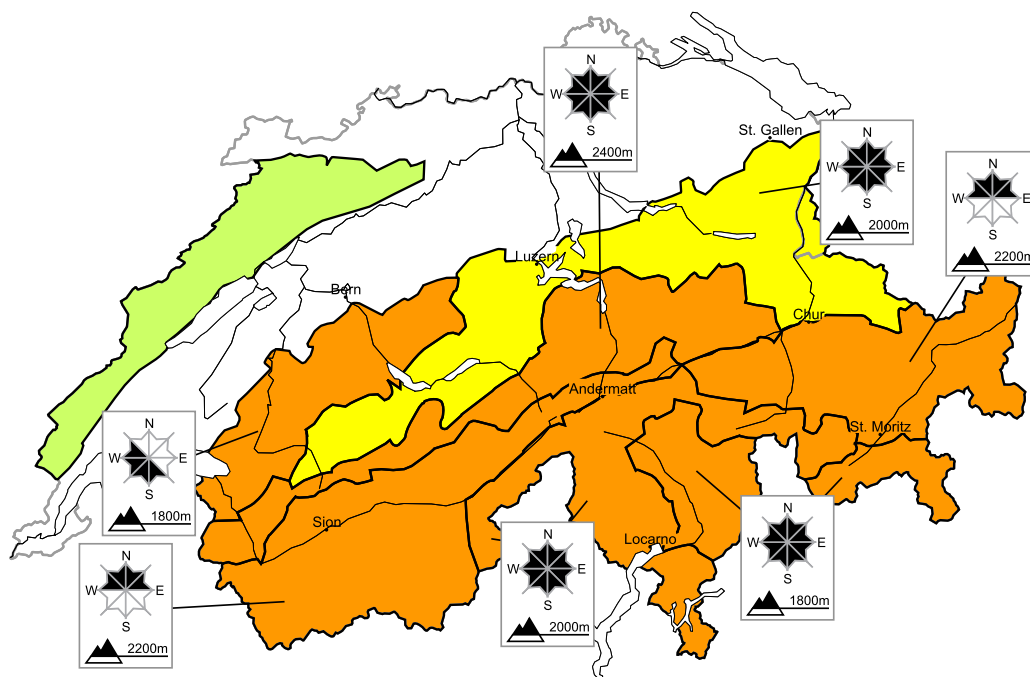 N
W E
S
2400m
St. Gallen
N
W E
S
2000m
N
W E
S
2200m
Luzern
Bern
Chur
Andermatt
St. Moritz
N
W E
S
1800m
Sion
Locarno
N
W E
S
2200m
N
W E
S
2000m
N
W E
S
1800m